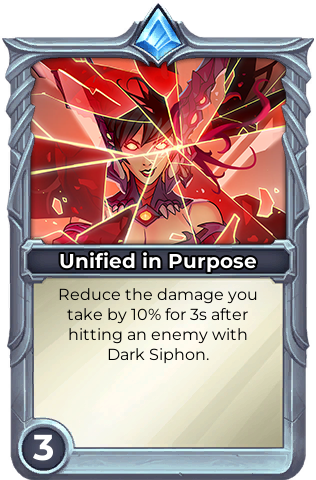 Unified in Purpose
Reduce the damage you
take by 10% for 3s after
hitting an enemy with
Dark Siphon.
3